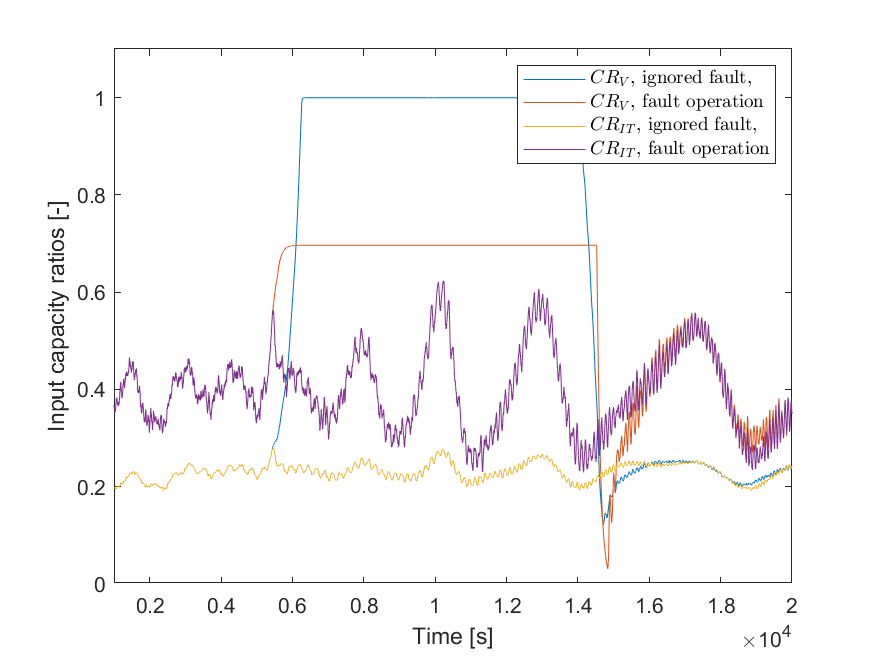 CR_V, ignored fault,
CR_V, fault operation
CR_IT, ignored fault,
CR_IT, fault operation
Input capacity ratios [-]
1
0.8
0.6
0.4
0.2
0
0.2 0.4 0.6 0.8 1 1.2 1.4 1.6 1.8 2
Time [s]
×10^4